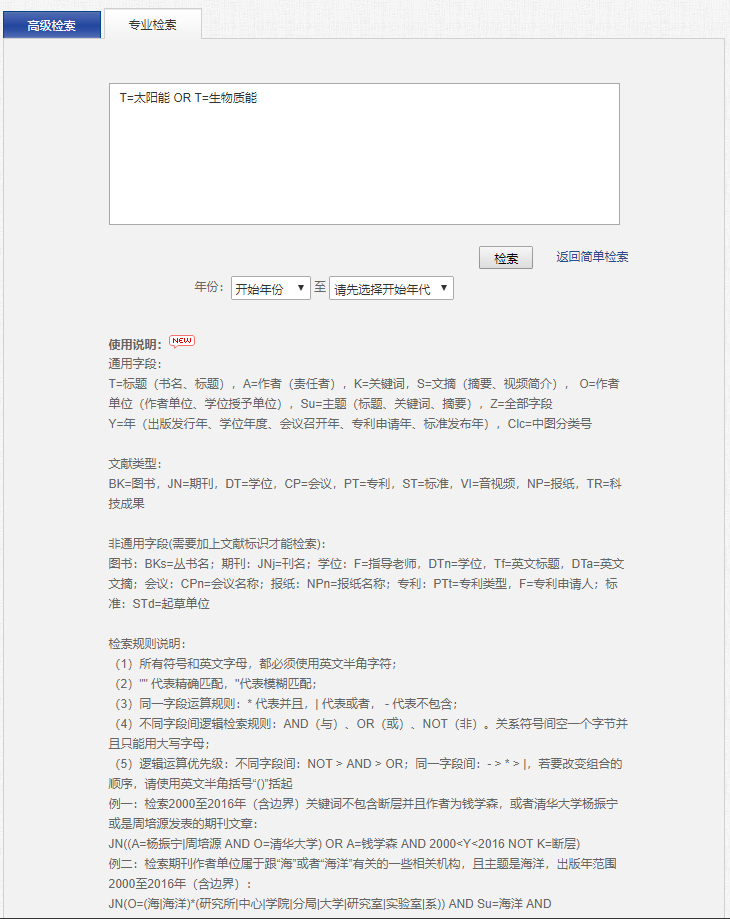 高级检索 专业检索
T=太阳能 OR T=生物质能
检索 返回简单检索
年份： 开始年份 至 请先选择开始年代
使用说明： NEW
通用字段：
T=标题（书名、标题），A=作者（责任者），K=关键词，S=文摘（摘要、视频简介）， O=作者
单位（作者单位、学位授予单位），Su=主题（标题、关键词、摘要），Z=全部字段
Y=年（出版发行年、学位年度、会议召开年、专利申请年、标准发布年），Clc=中图分类号
文献类型：
BK=图书，JN=期刊，DT=学位，CP=会议，PT=专利，ST=标准，VI=音视频，NP=报纸，TR=科
技成果
非通用字段(需要加上文献标识才能检索)：
图书：BKs=丛书名；期刊：JNj=刊名；学位：F=指导老师，DTn=学位，Tf=英文标题，DTa=英文
文摘；会议：CPn=会议名称；报纸：NPn=报纸名称；专利：PTt=专利类型，F=专利申请人；标
准：STd=起草单位
检索规则说明：
（1）所有符号和英文字母，都必须使用英文半角字符；
（2）"" 代表精确匹配，''代表模糊匹配；
（3）同一字段运算规则：* 代表并且，| 代表或者， - 代表不包含；
（4）不同字段间逻辑检索规则：AND（与）、OR（或）、NOT（非）。关系符号间空一个字节并
且只能用大写字母；
（5）逻辑运算优先级：不同字段间：NOT > AND > OR；同一字段间：- > * > |，若要改变组合的
顺序，请使用英文半角括号“()”括起
例一：检索2000至2016年（含边界）关键词不包含断层并且作者为钱学森，或者清华大学杨振宁
或是周培源发表的期刊文章：
JN((A=杨振宁|周培源 AND O=清华大学) OR A=钱学森 AND 2000<Y<2016 NOT K=断层)
例二：检索期刊作者单位属于跟“海”或者“海洋”有关的一些相关机构，且主题是海洋，出版年范围
2000至2016年（含边界）：
JN(O=(海|海洋)*(研究所|中心|学院|分局|大学|研究室|实验室|系)) AND Su=海洋 AND